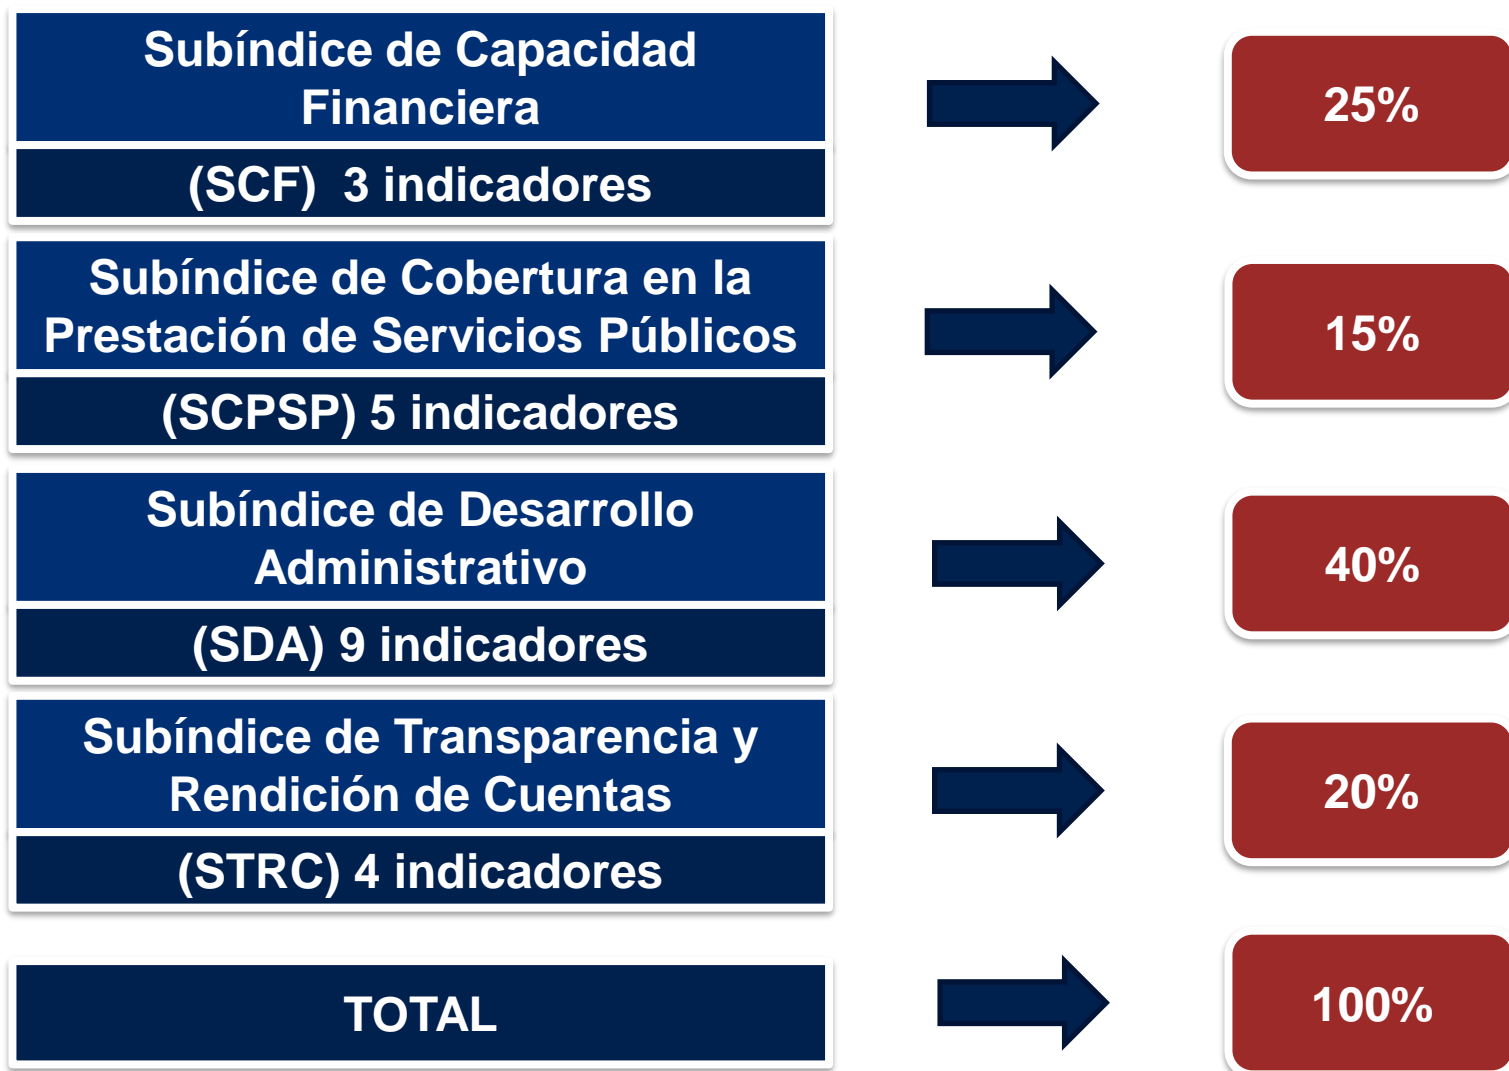 Subíndice de Capacidad
Financiera
25%
(SCF)  3 indicadores
Subíndice de Cobertura en la
Prestación de Servicios Públicos
15%
(SCPSP) 5 indicadores
Subíndice de Desarrollo
Administrativo
40%
(SDA) 9 indicadores
Subíndice de Transparencia y
Rendición de Cuentas
20%
(STRC) 4 indicadores
TOTAL
100%